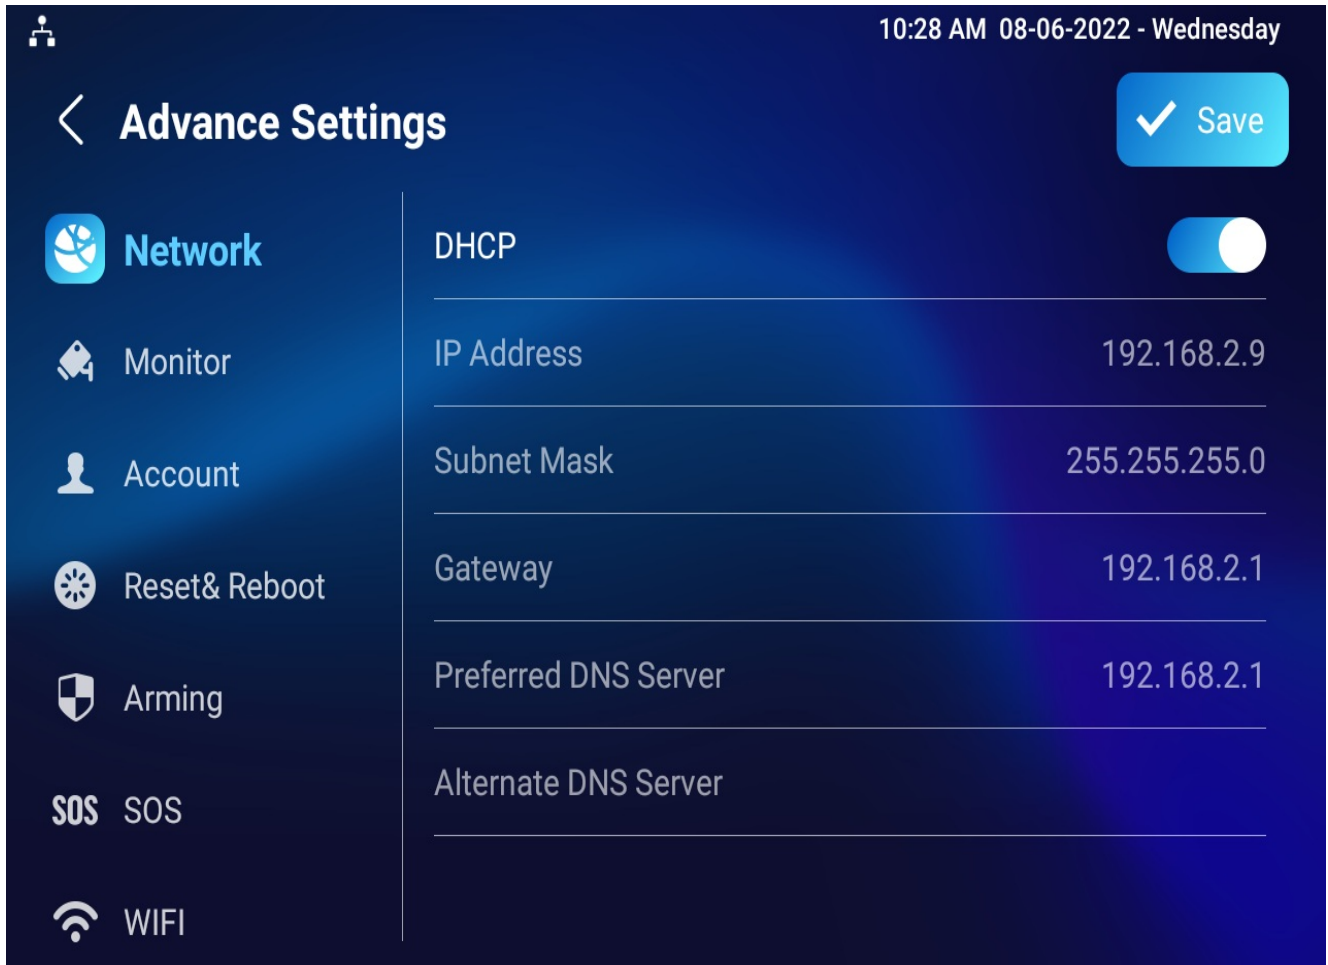 10:28 AM 08-06-2022 - Wednesday
Advance Settings
Save
Network
DHCP
Monitor
IP Address 192.168.2.9
Account
Subnet Mask 255.255.255.0
Reset& Reboot
Gateway 192.168.2.1
Arming
Preferred DNS Server 192.168.2.1
SOS SOS
Alternate DNS Server
WIFI